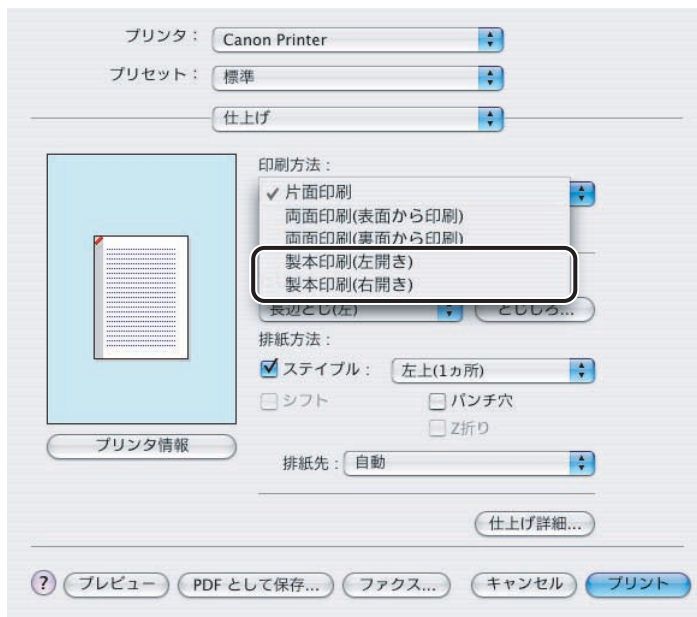 プリンタ： Canon Printer
プリセット： 標準
仕上げ
印刷方法：
✓片面印刷
両面印刷(表面から印刷)
両面印刷(裏面から印刷)
製本印刷(左開き)
製本印刷(右開き)
長辺とじ(左) とじしろ...
排紙方法：
ステイプル： 左上(1ヵ所)
シフト パンチ穴
Z折り
プリンタ情報
排紙先： 自動
仕上げ詳細...
? プレビュー PDF として保存... ファクス... キャンセル プリント